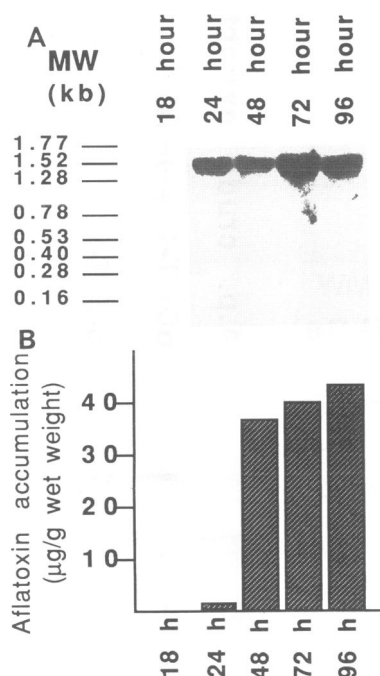 A
MW
(kb)
18 hour
24 hour
48 hour
72 hour
96 hour
1.77
1.52
1.28
0.78
0.53
0.40
0.28
0.16
B
Aflatoxin accumulation
(µg/g wet weight)
40
30
20
10
18 h
24 h
48 h
72 h
96 h